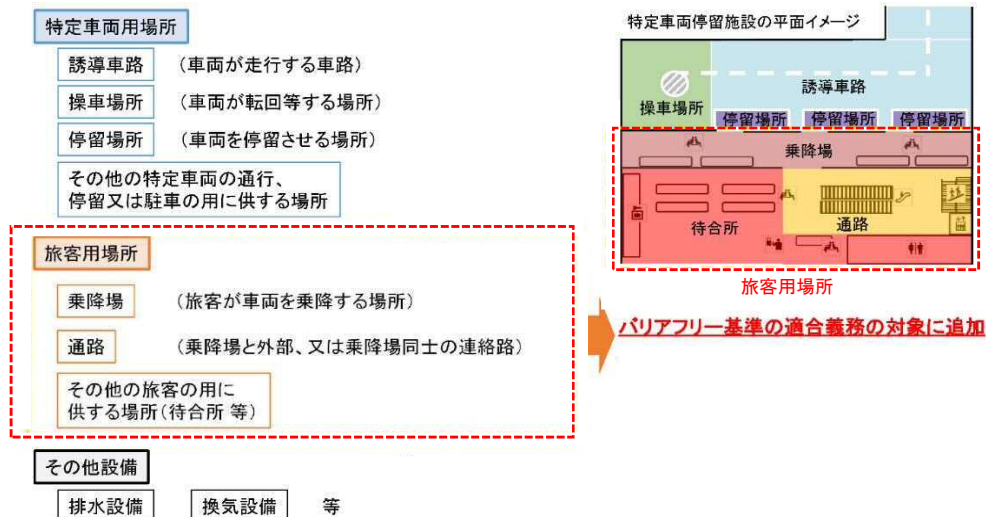 特定車両用場所
誘導車路 (車両が走行する車路)
操車場所 (車両が転回等する場所)
停留場所 (車両を停留させる場所)
その他の特定車両の通行、
停留又は駐車の用に供する場所
旅客用場所
乗降場 (旅客が車両を乗降する場所)
通路 (乗降場と外部、又は乗降場同士の連絡路)
その他の旅客の用に
供する場所(待合所 等)
その他設備
排水設備 換気設備 等
特定車両停留施設の平面イメージ
誘導車路
操車場所
停留場所 停留場所 停留場所
乗降場
待合所
通路
旅客用場所
バリアフリー基準の適合義務の対象に追加